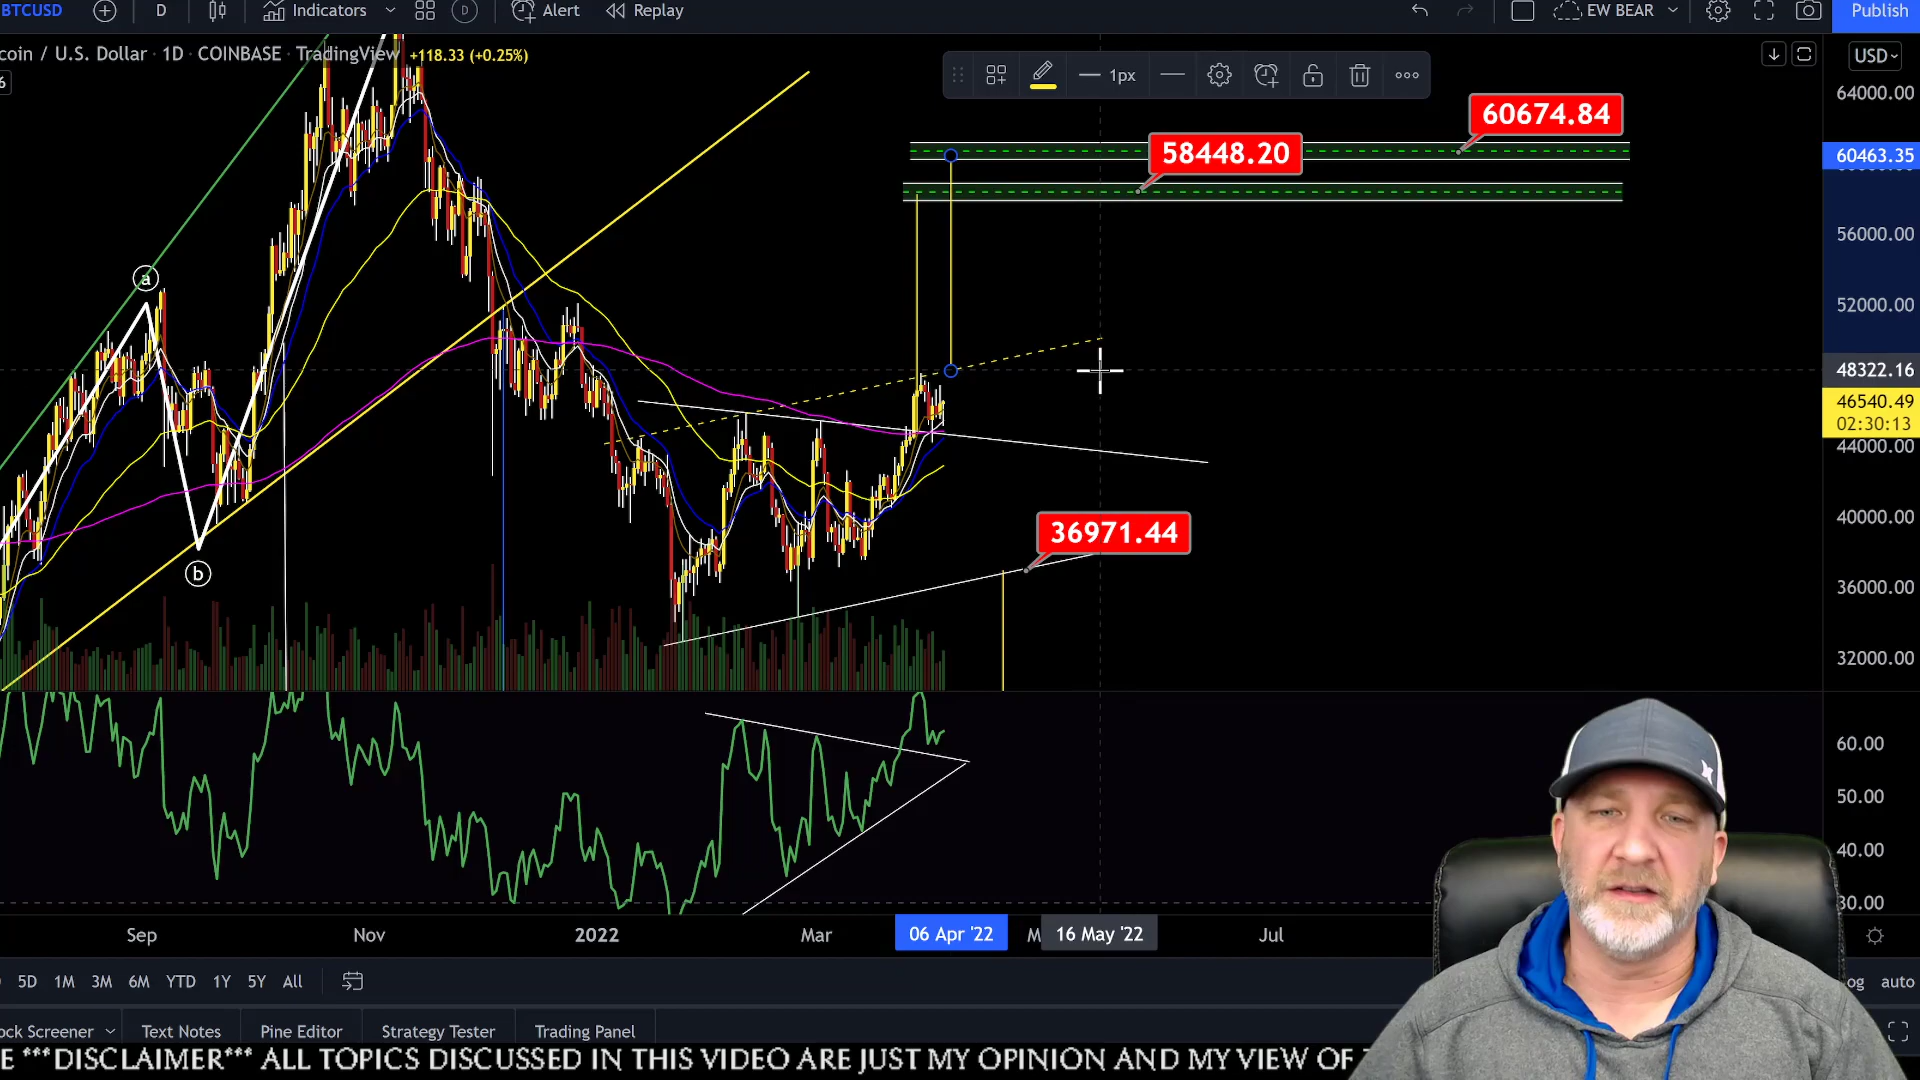 BTCUSD D Indicators Alert Replay EW BEAR Publish
coin / U.S. Dollar · 1D · COINBASE · TradingView +118.33 (+0.25%)
6
1px
USD
64000.00
60674.84
58448.20
60463.35
56000.00
52000.00
48322.16
46540.49
02:30:13
44000.00
40000.00
36971.44
36000.00
32000.00
a
b
60.00
50.00
40.00
30.00
Sep Nov 2022 Mar 06 Apr '22 M 16 May '22 Jul
5D 1M 3M 6M YTD 1Y 5Y All
og auto
ock Screener Text Notes Pine Editor Strategy Tester Trading Panel
E ***DISCLAIMER*** ALL TOPICS DISCUSSED IN THIS VIDEO ARE JUST MY OPINION AND MY VIEW OF